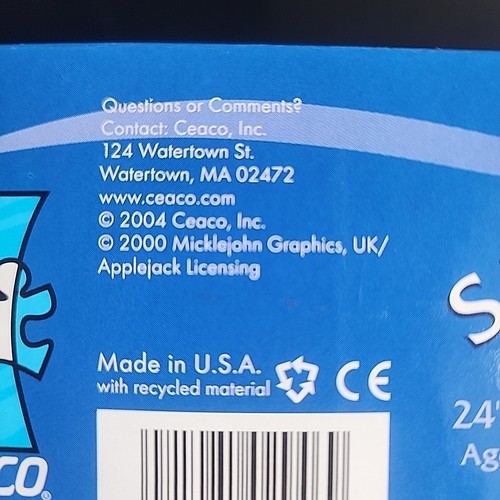 Questions or Comments?
Contact: Ceaco, Inc.
124 Watertown St.
Watertown, MA 02472
www.ceaco.com
© 2004 Ceaco, Inc.
© 2000 Micklejohn Graphics, UK/
Applejack Licensing
Made in U.S.A.
with recycled material
CE
24"
CO®